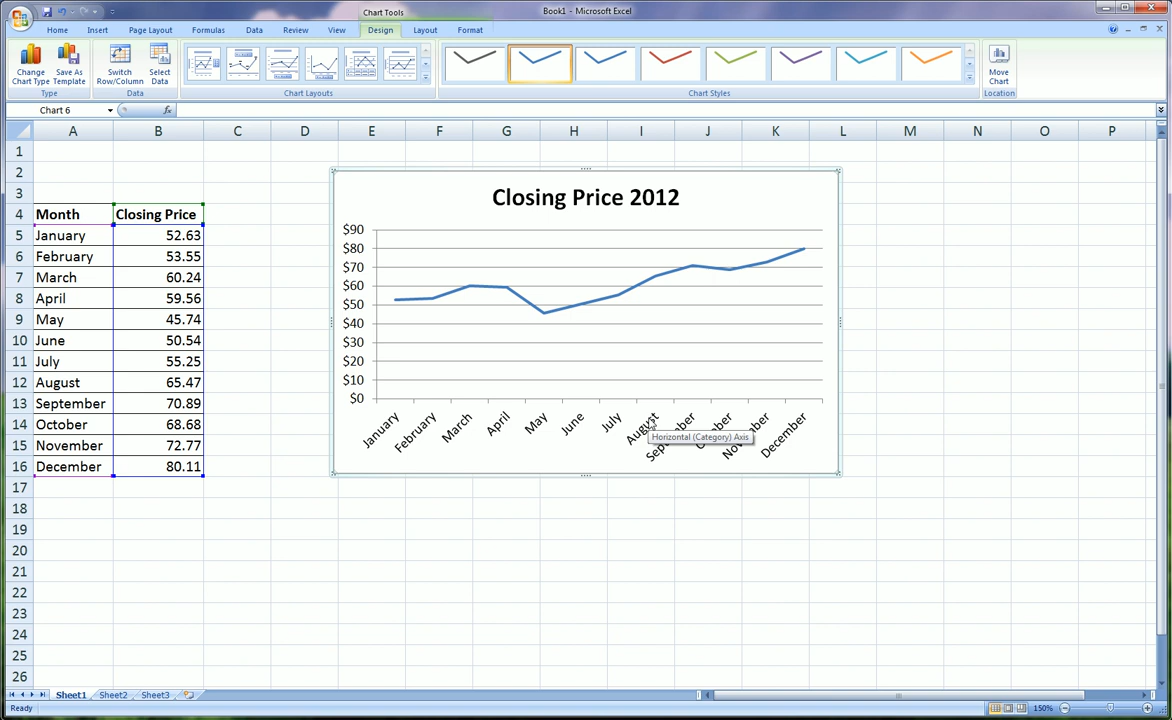 Chart Tools
Book1 - Microsoft Excel
Home Insert Page Layout Formulas Data Review View Design Layout Format
Change Chart Type
Save As Template
Switch Row/Column
Select Data
Move Chart
Type Data Chart Layouts Chart Styles Location
Chart 6 fx
A B C D E F G H I J K L M N O P
1
2
3
4 Month Closing Price
5 January 52.63
6 February 53.55
7 March 60.24
8 April 59.56
9 May 45.74
10 June 50.54
11 July 55.25
12 August 65.47
13 September 70.89
14 October 68.68
15 November 72.77
16 December 80.11
17
18
19
20
21
22
23
24
25
26
Closing Price 2012
$90
$80
$70
$60
$50
$40
$30
$20
$10
$0
January February March April May June July August December
Horizontal (Category) Axis
Sheet1 Sheet2 Sheet3
Ready 150%